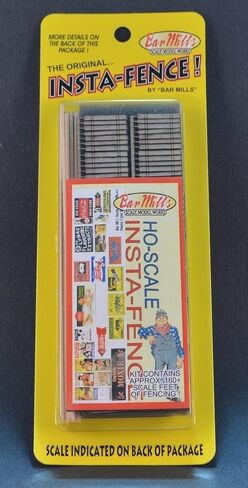 MORE DETAILS ON
THE BACK OF THIS
PACKAGE !
Bar Mills
SCALE MODEL WORKS
THE ORIGINAL...
INSTA-FENCE!
BY "BAR MILLS"
Bar Mills
SCALE MODEL WORKS
HO-SCALE
INSTA-FENC
KIT CONTAINS
APPROX. 160+
SCALE FEET
OF FENCING !
SCALE INDICATED ON BACK OF PACKAGE